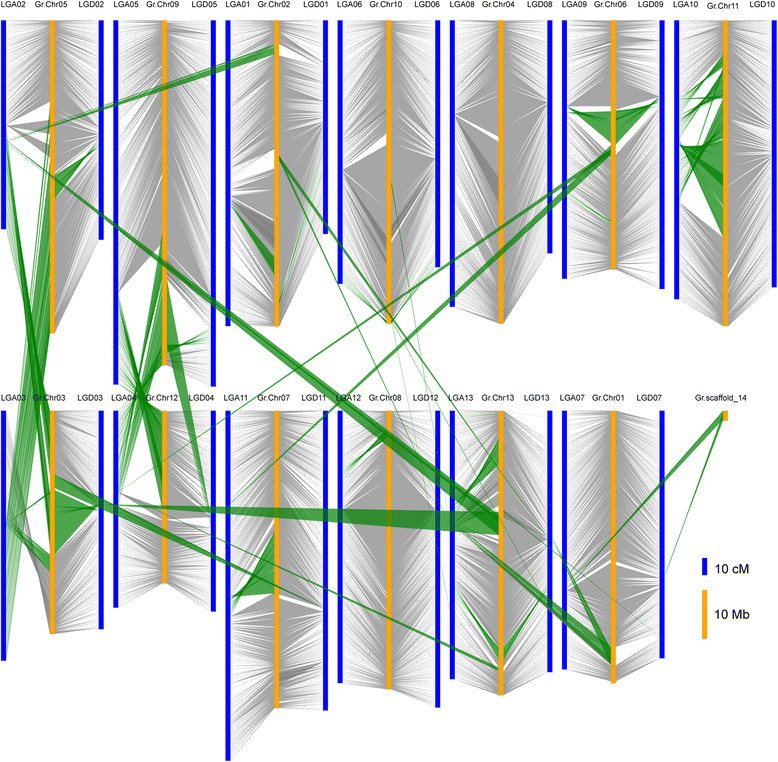 LGA02 Gr.Chr05 LGD02 LGA05 Gr.Chr09 LGD05 LGA01 Gr.Chr02 LGD01 LGA06 Gr.Chr10 LGD06 LGA08 Gr.Chr04 LGD08 LGA09 Gr.Chr06 LGD09 LGA10 Gr.Chr11 LGD10
LGA03 Gr.Chr03 LGD03 LGA04 Gr.Chr12 LGD04 LGA11 Gr.Chr07 LGD11 LGA12 Gr.Chr08 LGD12 LGA13 Gr.Chr13 LGD13 LGA07 Gr.Chr01 LGD07 Gr.scaffold_14
10 cM
10 Mb